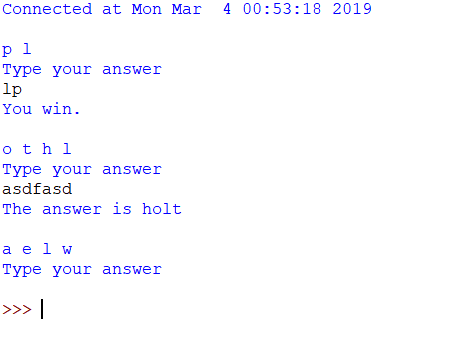 Connected at Mon Mar  4 00:53:18 2019
p l
Type your answer
lp
You win.
o t h l
Type your answer
asdfasd
The answer is holt
a e l w
Type your answer
>>>